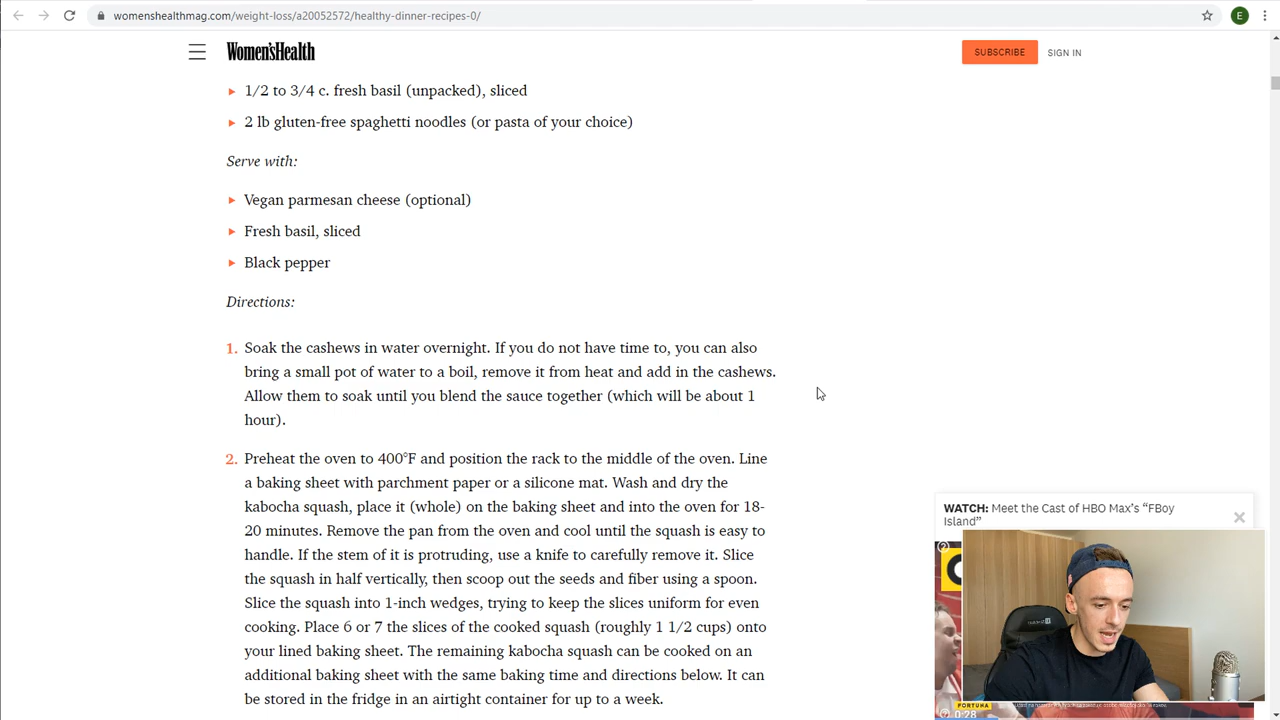 womenshealthmag.com/weight-loss/a20052572/healthy-dinner-recipes-0/
E
Women'sHealth
SUBSCRIBE
SIGN IN
1/2 to 3/4 c. fresh basil (unpacked), sliced
2 lb gluten-free spaghetti noodles (or pasta of your choice)
Serve with:
Vegan parmesan cheese (optional)
Fresh basil, sliced
Black pepper
Directions:
1. Soak the cashews in water overnight. If you do not have time to, you can also
bring a small pot of water to a boil, remove it from heat and add in the cashews.
Allow them to soak until you blend the sauce together (which will be about 1
hour).
2. Preheat the oven to 400°F and position the rack to the middle of the oven. Line
a baking sheet with parchment paper or a silicone mat. Wash and dry the
kabocha squash, place it (whole) on the baking sheet and into the oven for 18-
20 minutes. Remove the pan from the oven and cool until the squash is easy to
handle. If the stem of it is protruding, use a knife to carefully remove it. Slice
the squash in half vertically, then scoop out the seeds and fiber using a spoon.
Slice the squash into 1-inch wedges, trying to keep the slices uniform for even
cooking. Place 6 or 7 the slices of the cooked squash (roughly 1 1/2 cups) onto
your lined baking sheet. The remaining kabocha squash can be cooked on an
additional baking sheet with the same baking time and directions below. It can
be stored in the fridge in an airtight container for up to a week.
WATCH: Meet the Cast of HBO Max's “FBoy
Island”
FORTUNA
0:28